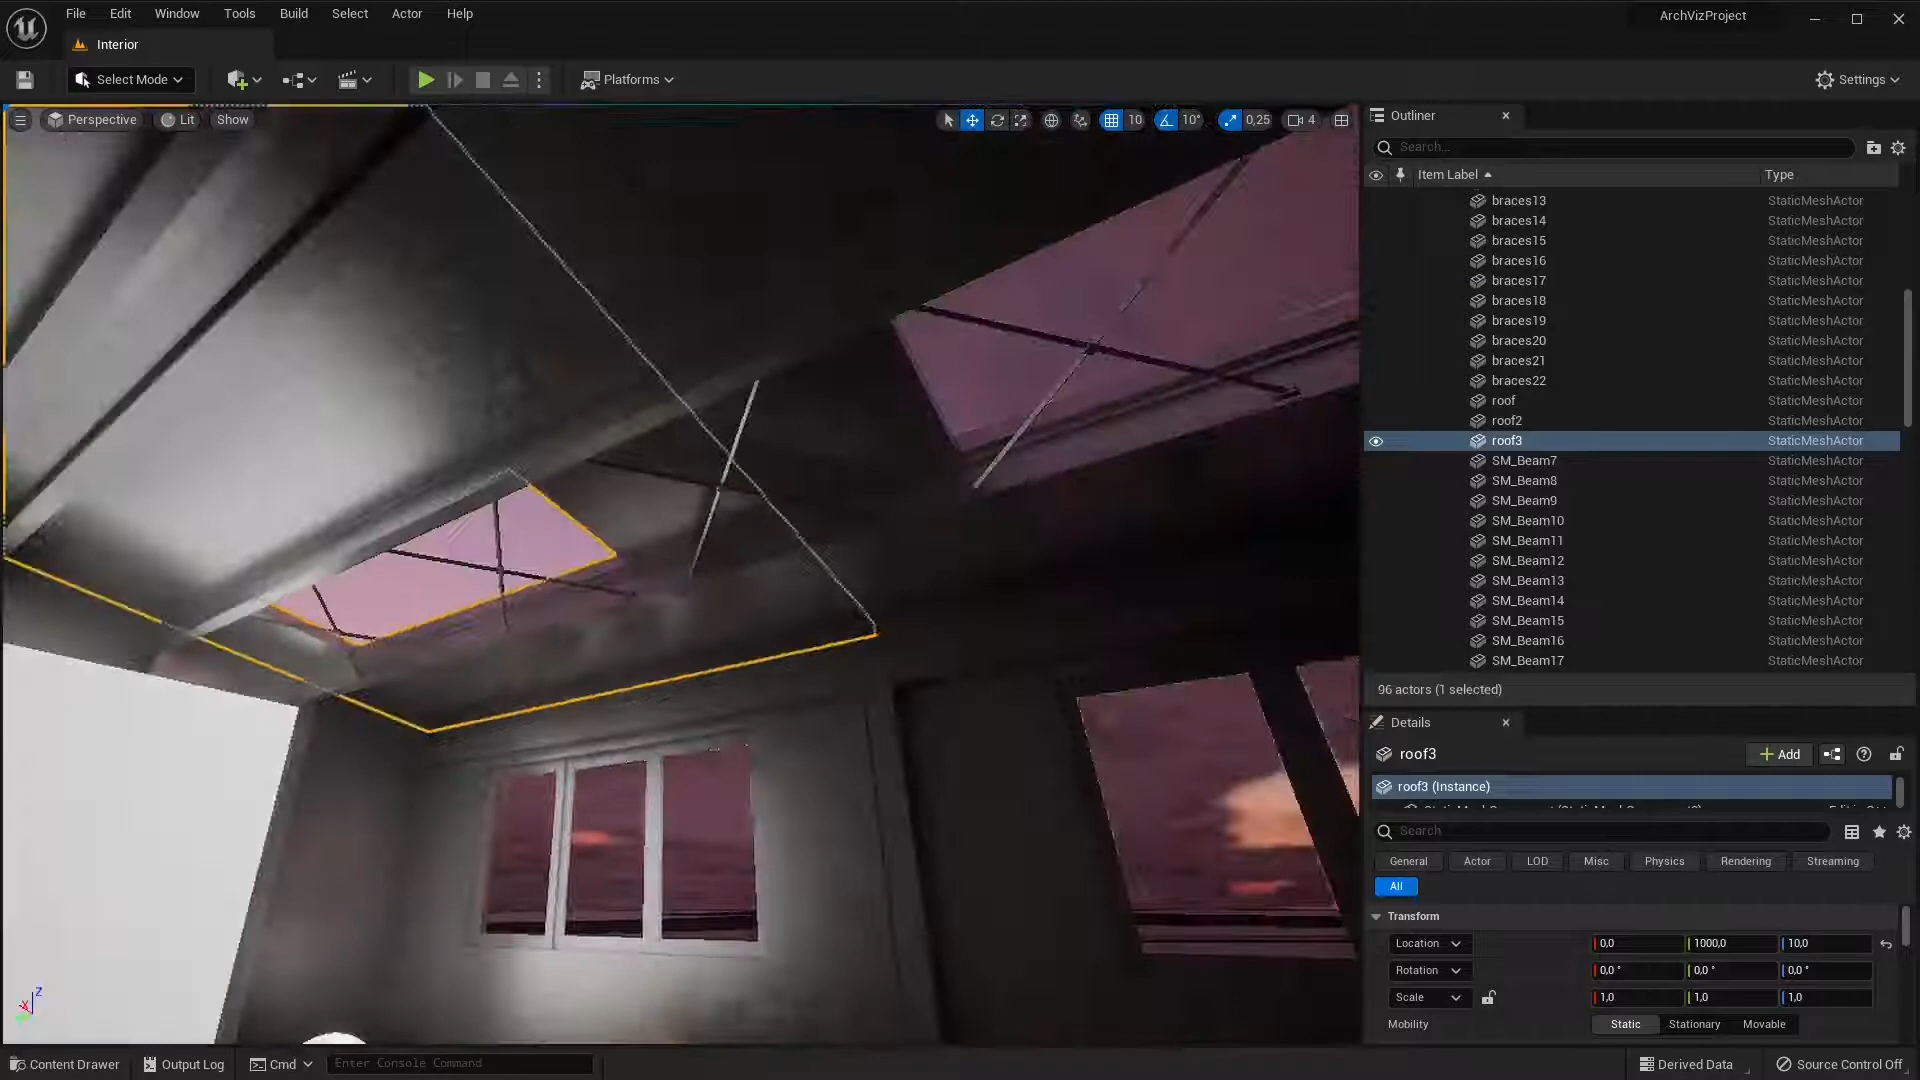 File Edit Window Tools Build Select Actor Help
ArchVizProject
Interior
Select Mode
Platforms
Settings
Perspective Lit Show
10 10° 0,25 4
Outliner
Search...
Item Label Type
braces13 StaticMeshActor
braces14 StaticMeshActor
braces15 StaticMeshActor
braces16 StaticMeshActor
braces17 StaticMeshActor
braces18 StaticMeshActor
braces19 StaticMeshActor
braces20 StaticMeshActor
braces21 StaticMeshActor
braces22 StaticMeshActor
roof StaticMeshActor
roof2 StaticMeshActor
roof3 StaticMeshActor
SM_Beam7 StaticMeshActor
SM_Beam8 StaticMeshActor
SM_Beam9 StaticMeshActor
SM_Beam10 StaticMeshActor
SM_Beam11 StaticMeshActor
SM_Beam12 StaticMeshActor
SM_Beam13 StaticMeshActor
SM_Beam14 StaticMeshActor
SM_Beam15 StaticMeshActor
SM_Beam16 StaticMeshActor
SM_Beam17 StaticMeshActor
96 actors (1 selected)
Details
roof3
Add
roof3 (Instance)
Search
General Actor LOD Misc Physics Rendering Streaming
All
Transform
Location 0,0 1000,0 10,0
Rotation 0,0° 0,0° 0,0°
Scale 1,0 1,0 1,0
Mobility Static Stationary Movable
Z
X
Content Drawer Output Log Cmd Enter Console Command
Derived Data Source Control Off